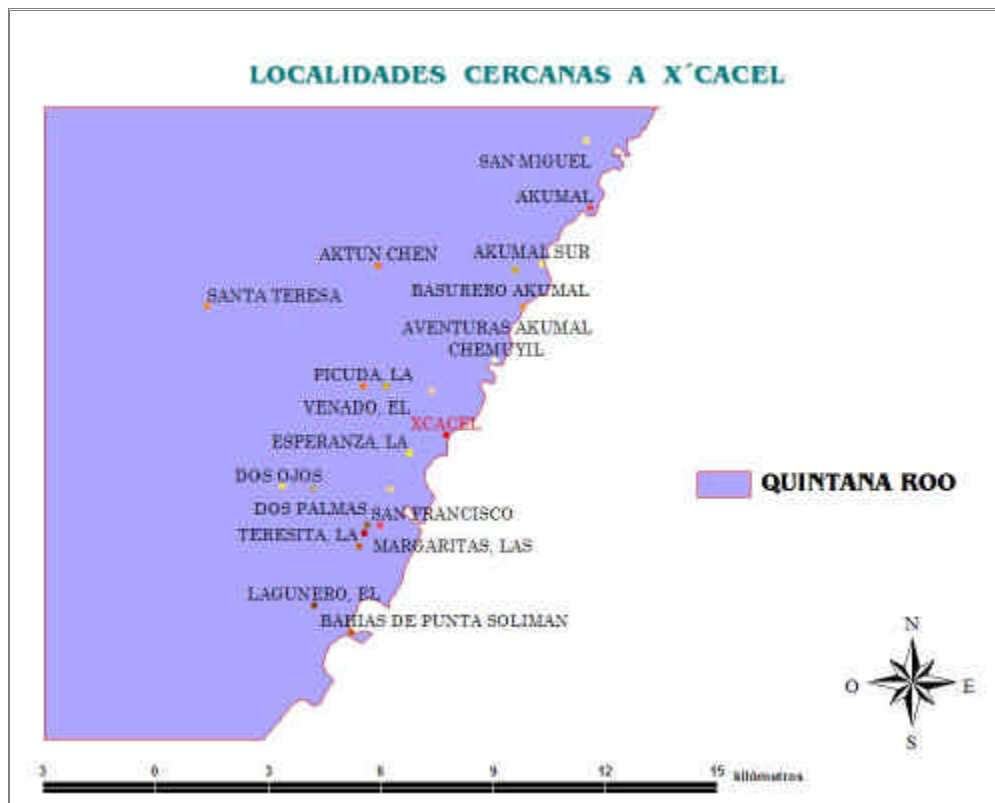 LOCALIDADES CERCANAS A X´CACEL
SAN MIGUEL
AKUMAL
AKTUN CHEN
AKUMAL SUR
SANTA TERESA
BASURERO AKUMAL
AVENTURAS AKUMAL
CHEMUYIL
PICUDA, LA
VENADO, EL
XCACEL
ESPERANZA, LA
DOS OJOS
QUINTANA ROO
DOS PALMAS
SAN FRANCISCO
TERESITA, LA
MARGARITAS, LAS
LAGUNERO, EL
BAHIAS DE PUNTA SOLIMAN
N
O
E
S
3 0 3 6 9 12 15 kilómetros